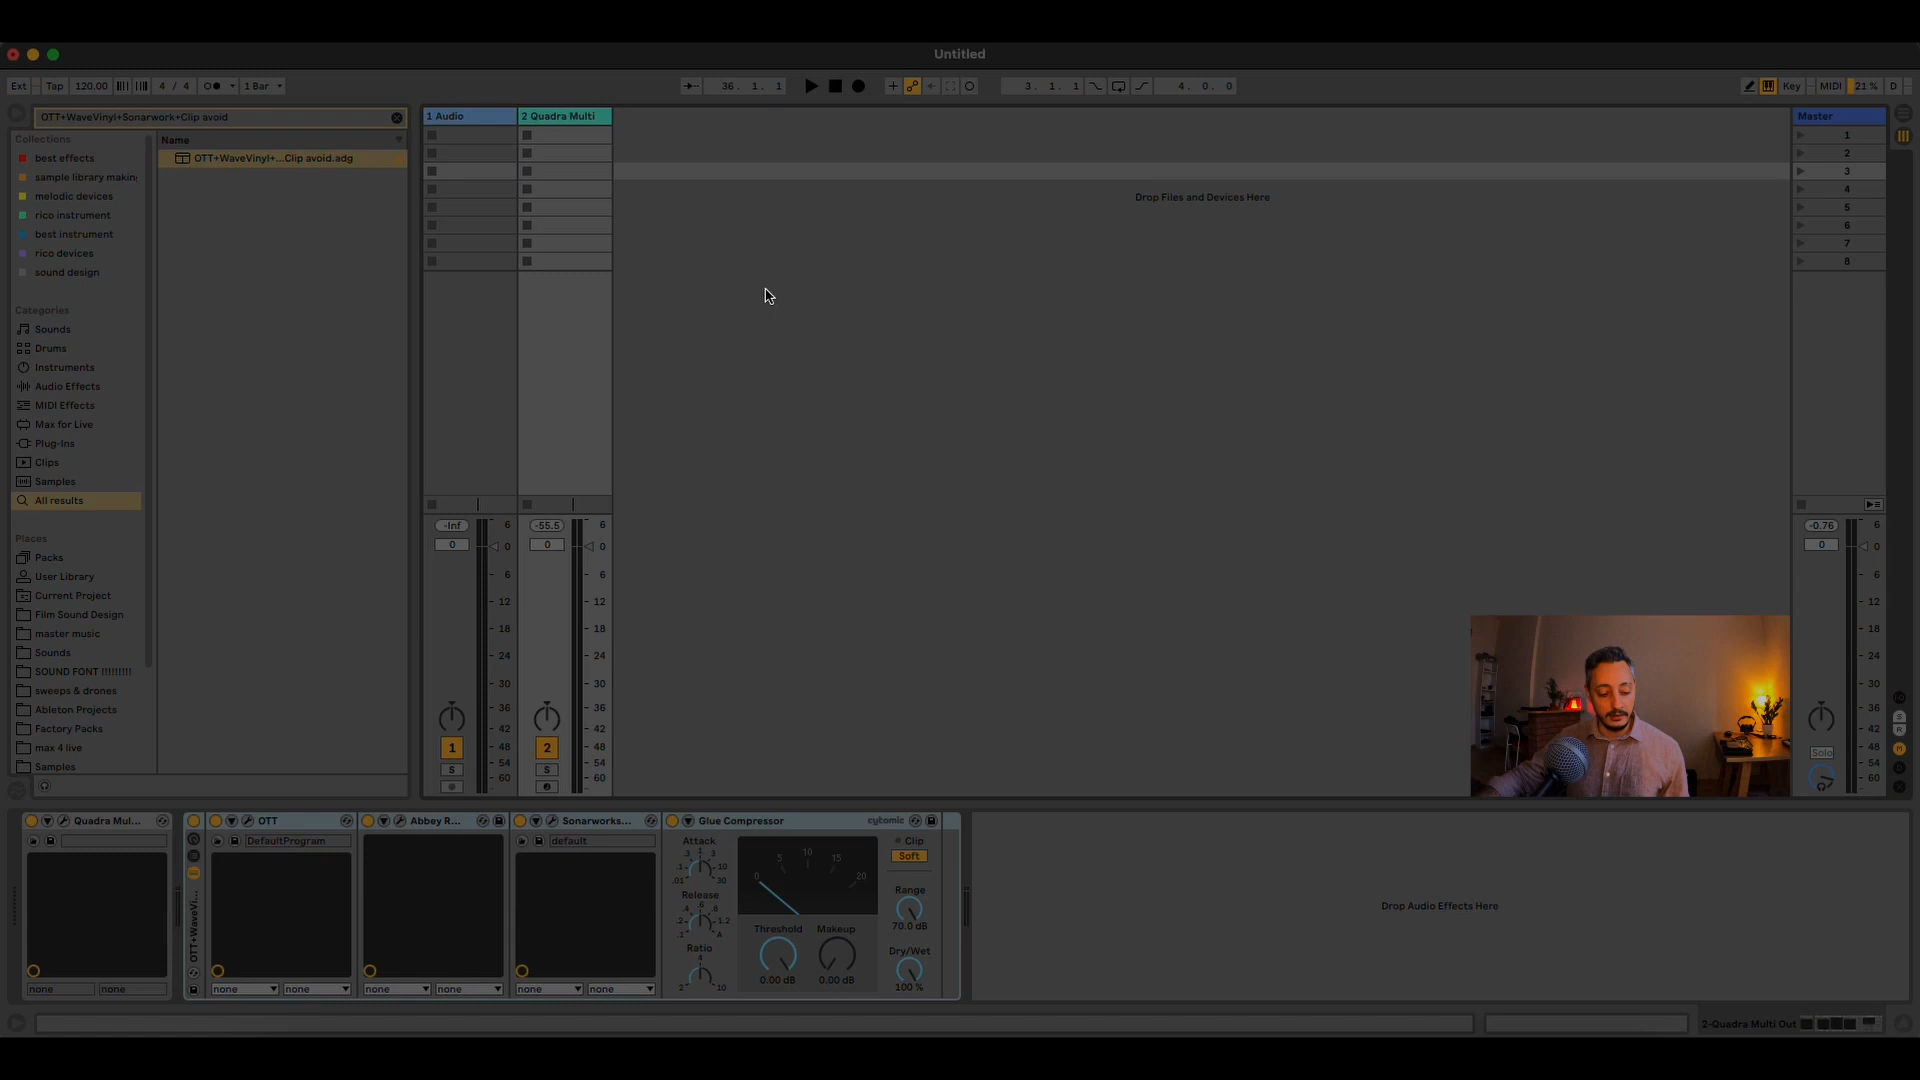 Untitled
Ext Tap 120.00 4 / 4 1 Bar 36. 1. 1 3. 1. 1 4. 0. 0 Key MIDI 21 % D
OTT+WaveVinyl+Sonarwork+Clip avoid
Collections
best effects
sample library makin
melodic devices
rico instrument
best instrument
rico devices
sound design
Categories
Sounds
Drums
Instruments
Audio Effects
MIDI Effects
Max for Live
Plug-Ins
Clips
Samples
All results
Places
Packs
User Library
Current Project
Film Sound Design
master music
Sounds
SOUND FONT !!!!!!!!!
sweeps & drones
Ableton Projects
Factory Packs
max 4 live
Samples
Name
OTT+WaveVinyl+...Clip avoid.adg
1 Audio
2 Quadra Multi
Drop Files and Devices Here
Master
1
2
3
4
5
6
7
8
-Inf 6
0 0
6
12
18
24
30
36
42
1 48
S 54
60
-55.5 6
0 0
6
12
18
24
30
36
42
2 48
S 54
60
-0.76 6
0 0
6
12
18
24
30
36
42
48
Solo 54
60
S
R
M
D
Quadra Mul...
none none
OTT+WaveVi...
OTT
DefaultProgram
none none
Abbey R...
none none
Sonarworks...
default
none none
Glue Compressor cytomic
Attack
.3 1 3
.1 10
.01 30
Release
.4 .6 .8
.2 1.2
.1 A
Ratio
4
2 10
0 5 10 15 20
Threshold Makeup
0.00 dB 0.00 dB
Clip
Soft
Range
70.0 dB
Dry/Wet
100 %
Drop Audio Effects Here
2-Quadra Multi Out